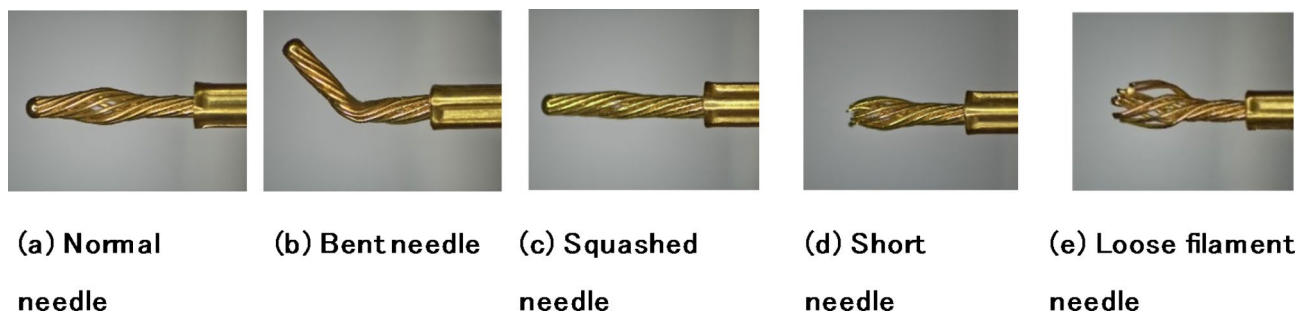 (a) Normal needle
(b) Bent needle
(c) Squashed needle
(d) Short needle
(e) Loose filament needle